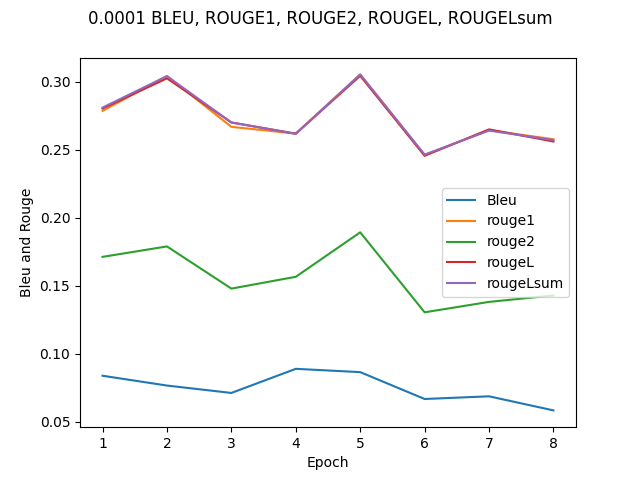 0.0001 BLEU, ROUGE1, ROUGE2, ROUGEL, ROUGELsum
0.30
0.25
0.20
0.15
0.10
0.05
Bleu and Rouge
Bleu
rouge1
rouge2
rougeL
rougeLsum
1 2 3 4 5 6 7 8
Epoch